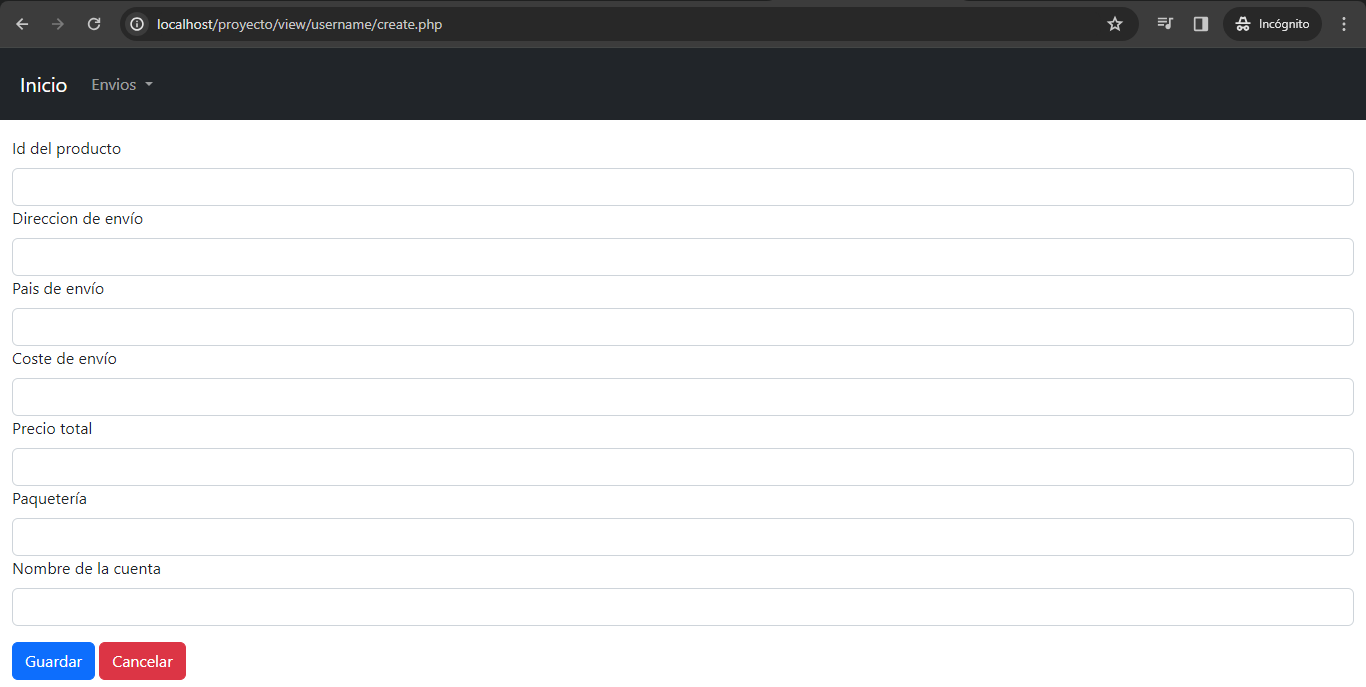 localhost/proyecto/view/username/create.php
Incógnito
Inicio Envios
Id del producto
Direccion de envío
Pais de envío
Coste de envío
Precio total
Paquetería
Nombre de la cuenta
Guardar Cancelar